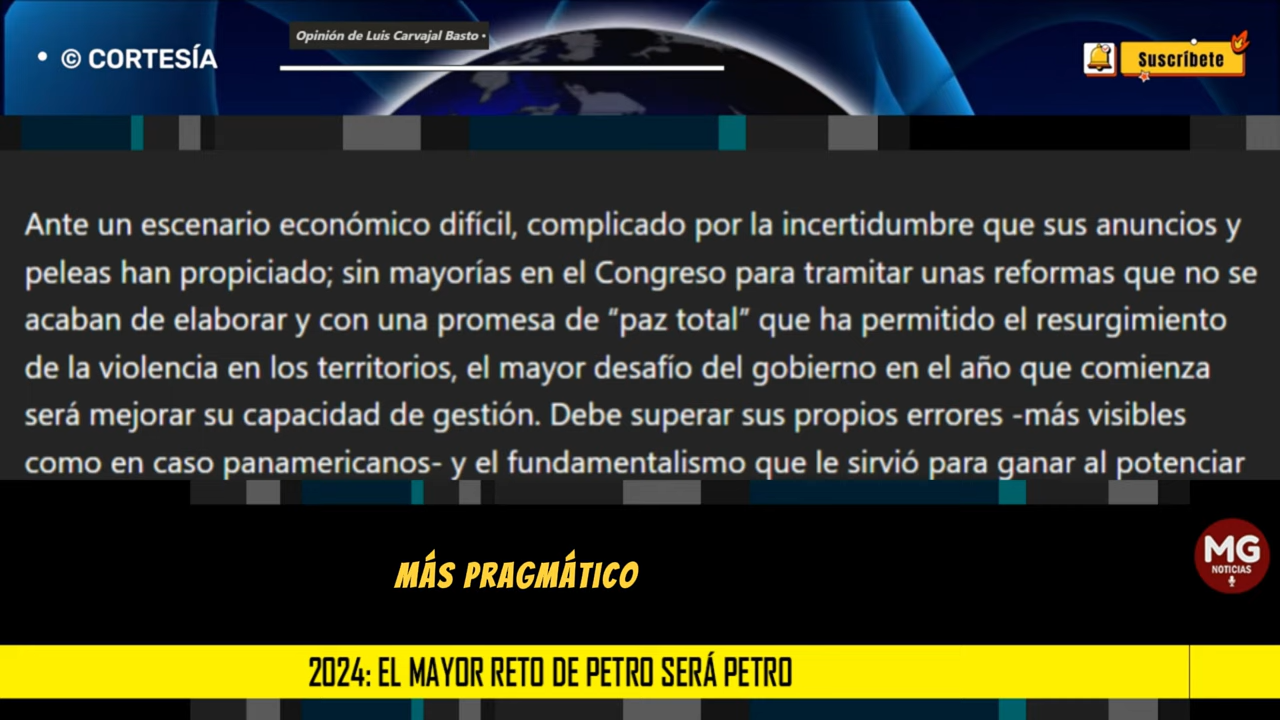 Opinión de Luis Carvajal Basto •
• © CORTESÍA
Suscríbete
Ante un escenario económico difícil, complicado por la incertidumbre que sus anuncios y
peleas han propiciado; sin mayorías en el Congreso para tramitar unas reformas que no se
acaban de elaborar y con una promesa de “paz total” que ha permitido el resurgimiento
de la violencia en los territorios, el mayor desafío del gobierno en el año que comienza
será mejorar su capacidad de gestión. Debe superar sus propios errores -más visibles
como en caso panamericanos- y el fundamentalismo que le sirvió para ganar al potenciar
MÁS PRAGMÁTICO
MG
NOTICIAS
2024: EL MAYOR RETO DE PETRO SERÁ PETRO